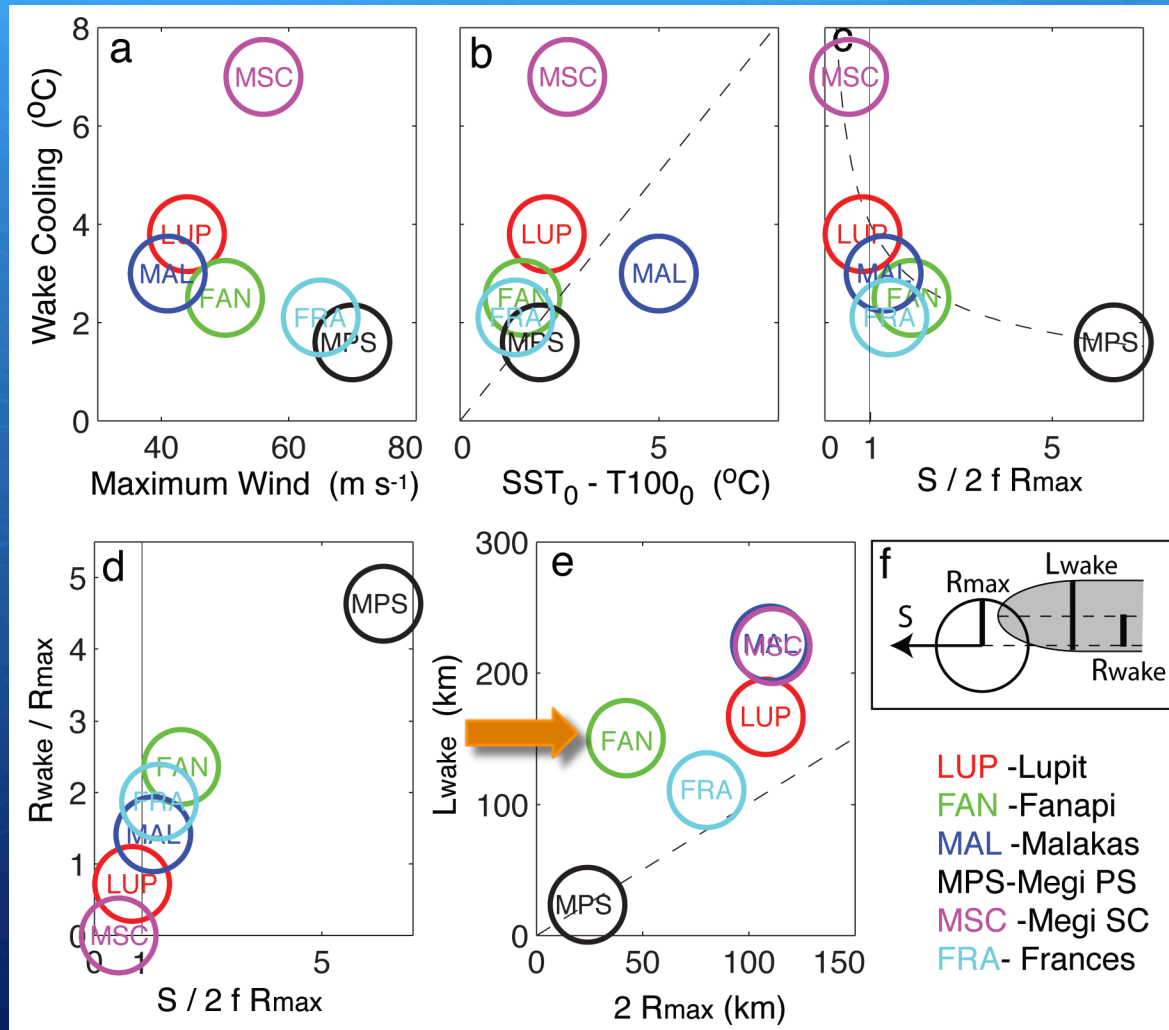 a
b
c
8
6
4
2
0
Wake Cooling (°C)
MSC
LUP
MAL
FAN
FRA
MPS
40 60 80
Maximum Wind (m s-1)
MSC
LUP
MAL
FAN
FRA
MPS
0 5
SST0 - T1000 (°C)
MSC
LUP
MAL
FAN
FRA
MPS
0 1 5
S / 2 f Rmax
d
5
4
3
2
1
0
Rwake / Rmax
MPS
FAN
FRA
MAL
LUP
MSC
0 1 5
S / 2 f Rmax
e
300
200
100
0
Lwake (km)
MAL
MSC
LUP
FAN
FRA
MPS
0 50 100 150
2 Rmax (km)
f
Lwake
Rmax
S
Rwake
LUP -Lupit
FAN -Fanapi
MAL -Malakas
MPS-Megi PS
MSC -Megi SC
FRA- Frances